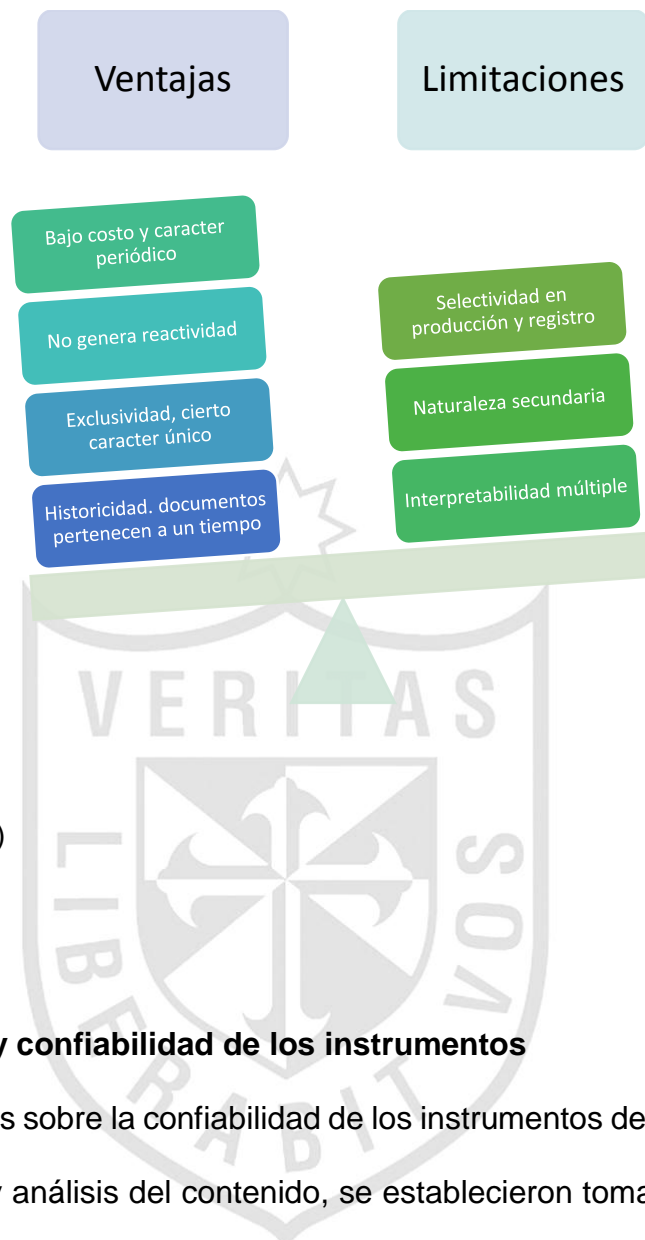 Ventajas
Limitaciones
Bajo costo y caracter
periódico
No genera reactividad
Exclusividad, cierto
caracter único
Historicidad. documentos
pertenecen a un tiempo
Selectividad en
producción y registro
Naturaleza secundaria
Interpretabilidad múltiple
VERITAS
LIBERABIT VOS
)
y confiabilidad de los instrumentos
s sobre la confiabilidad de los instrumentos de
y análisis del contenido, se establecieron toma